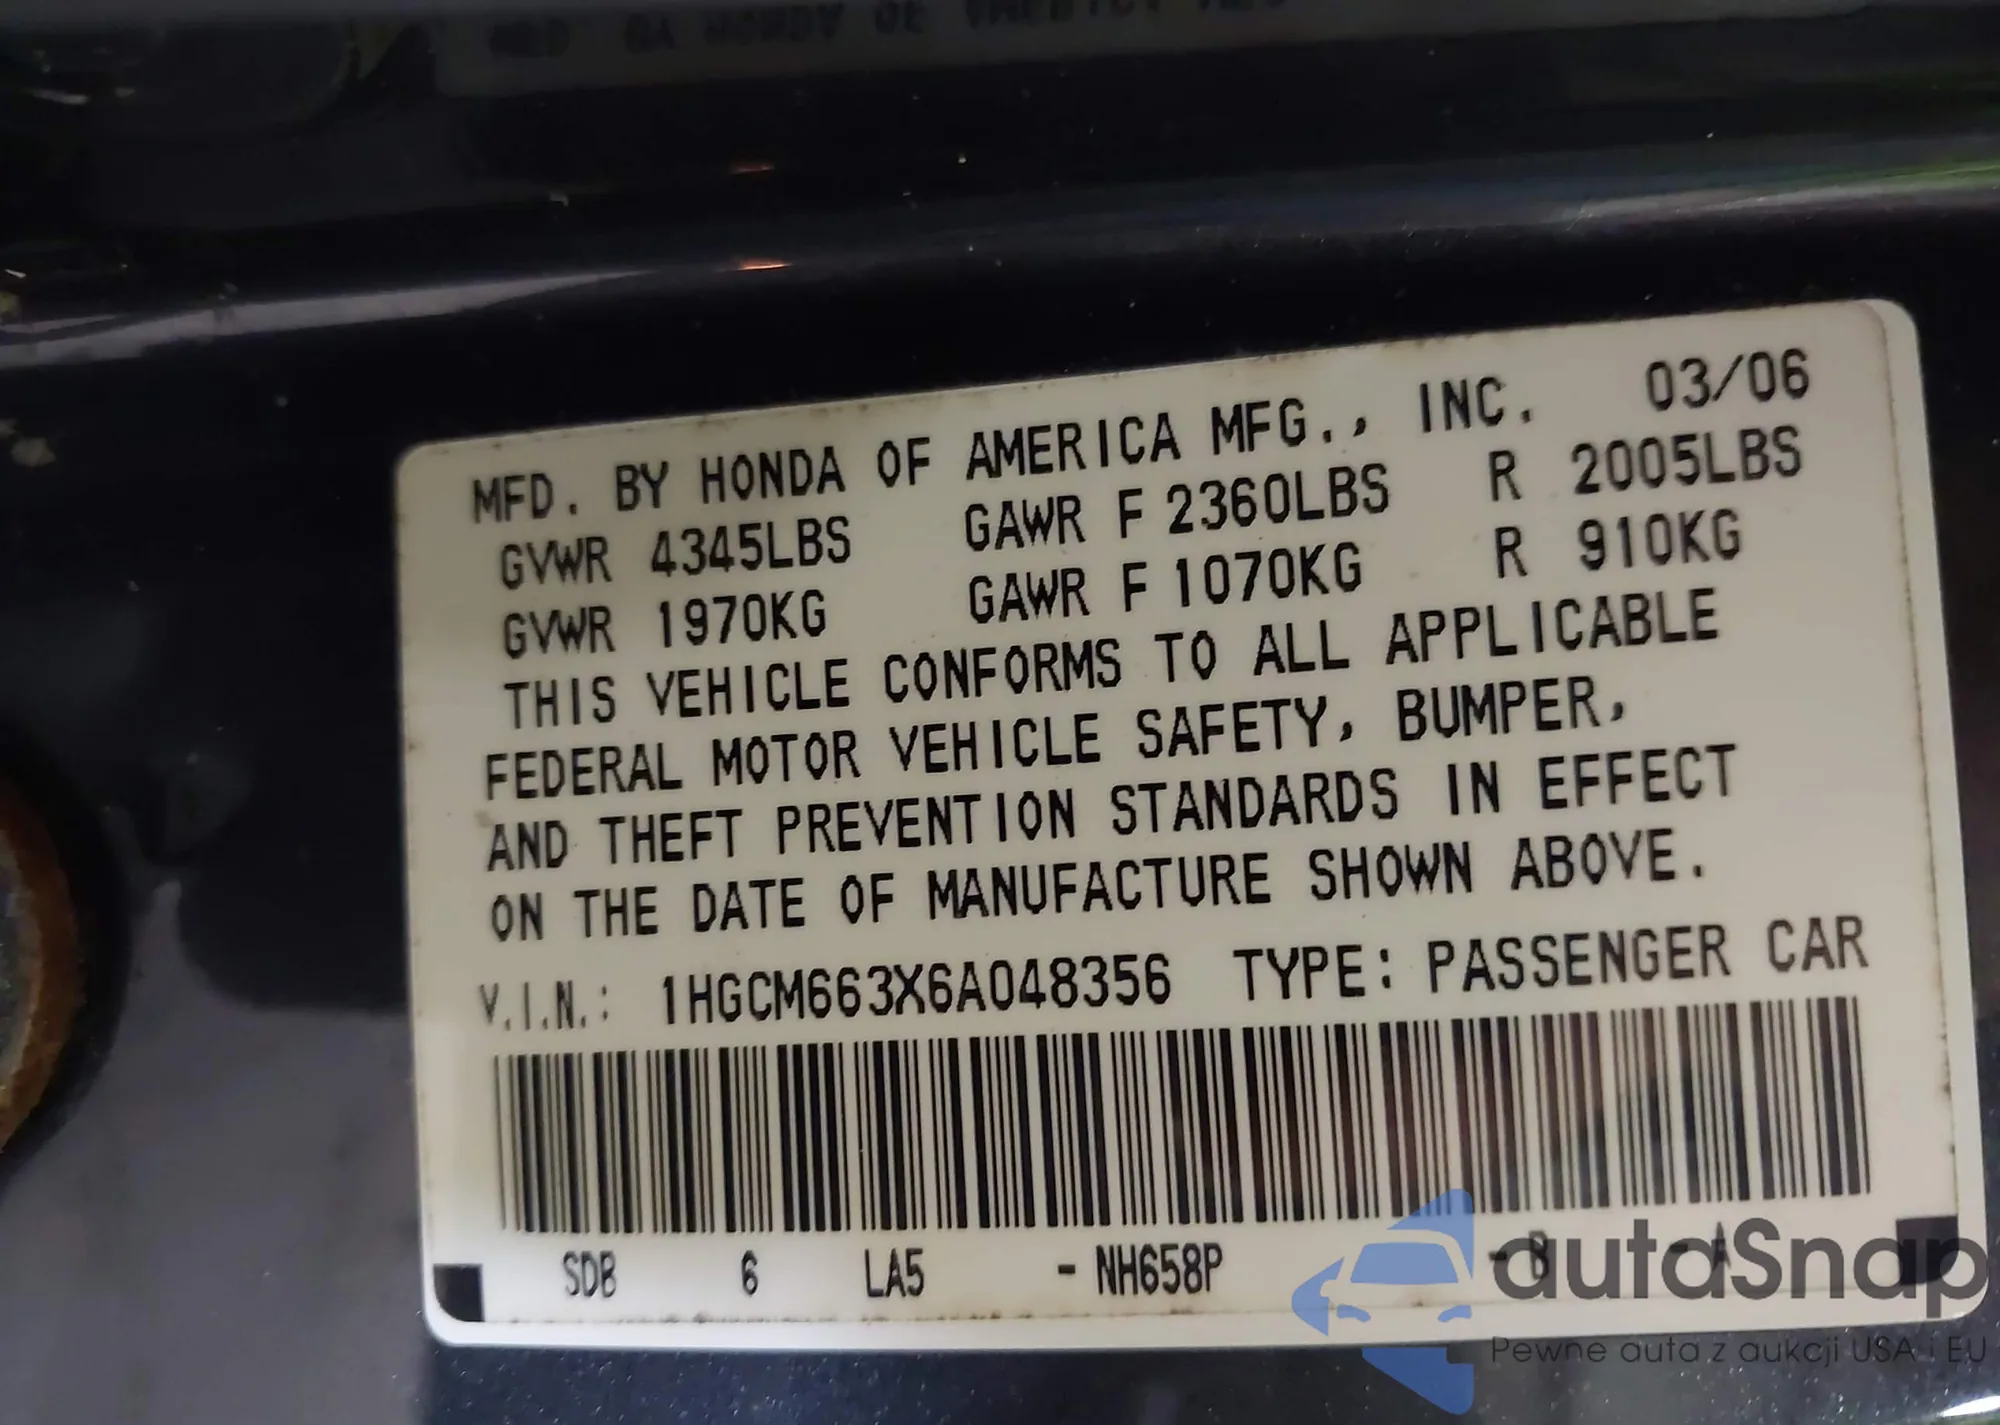 MFD. BY HONDA OF AMERICA MFG., INC. 03/06
GVWR 4345LBS GAWR F 2360LBS R 2005LBS
GVWR 1970KG GAWR F 1070KG R 910KG
THIS VEHICLE CONFORMS TO ALL APPLICABLE
FEDERAL MOTOR VEHICLE SAFETY, BUMPER,
AND THEFT PREVENTION STANDARDS IN EFFECT
ON THE DATE OF MANUFACTURE SHOWN ABOVE.
V.I.N.: 1HGCM663X6A048356 TYPE: PASSENGER CAR
SDB 6 LA5 - NH658P - B - A
autoSnap
Pewne auta z aukcji USA i EU